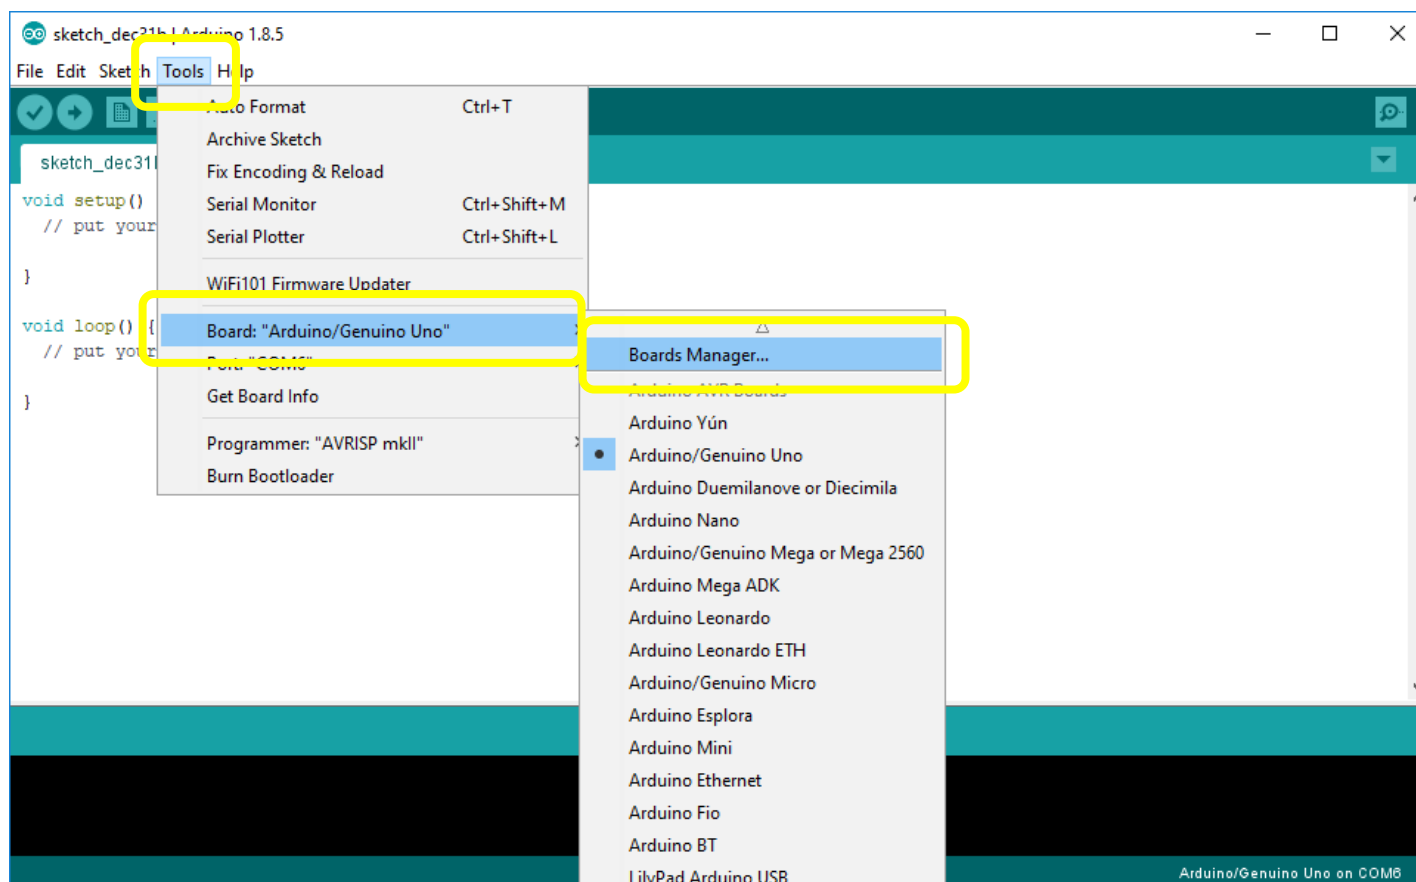 sketch_dec31b | Arduino 1.8.5
File Edit Sketch Tools Help
Auto Format Ctrl+T
Archive Sketch
Fix Encoding & Reload
Serial Monitor Ctrl+Shift+M
Serial Plotter Ctrl+Shift+L
WiFi101 Firmware Updater
Board: "Arduino/Genuino Uno"
Port: "COM6"
Get Board Info
Programmer: "AVRISP mkII"
Burn Bootloader
sketch_dec31
void setup()
// put your
}
void loop() {
// put your
}
Boards Manager...
Arduino AVR Boards
Arduino Yún
Arduino/Genuino Uno
Arduino Duemilanove or Diecimila
Arduino Nano
Arduino/Genuino Mega or Mega 2560
Arduino Mega ADK
Arduino Leonardo
Arduino Leonardo ETH
Arduino/Genuino Micro
Arduino Esplora
Arduino Mini
Arduino Ethernet
Arduino Fio
Arduino BT
LilyPad Arduino USB
Arduino/Genuino Uno on COM6